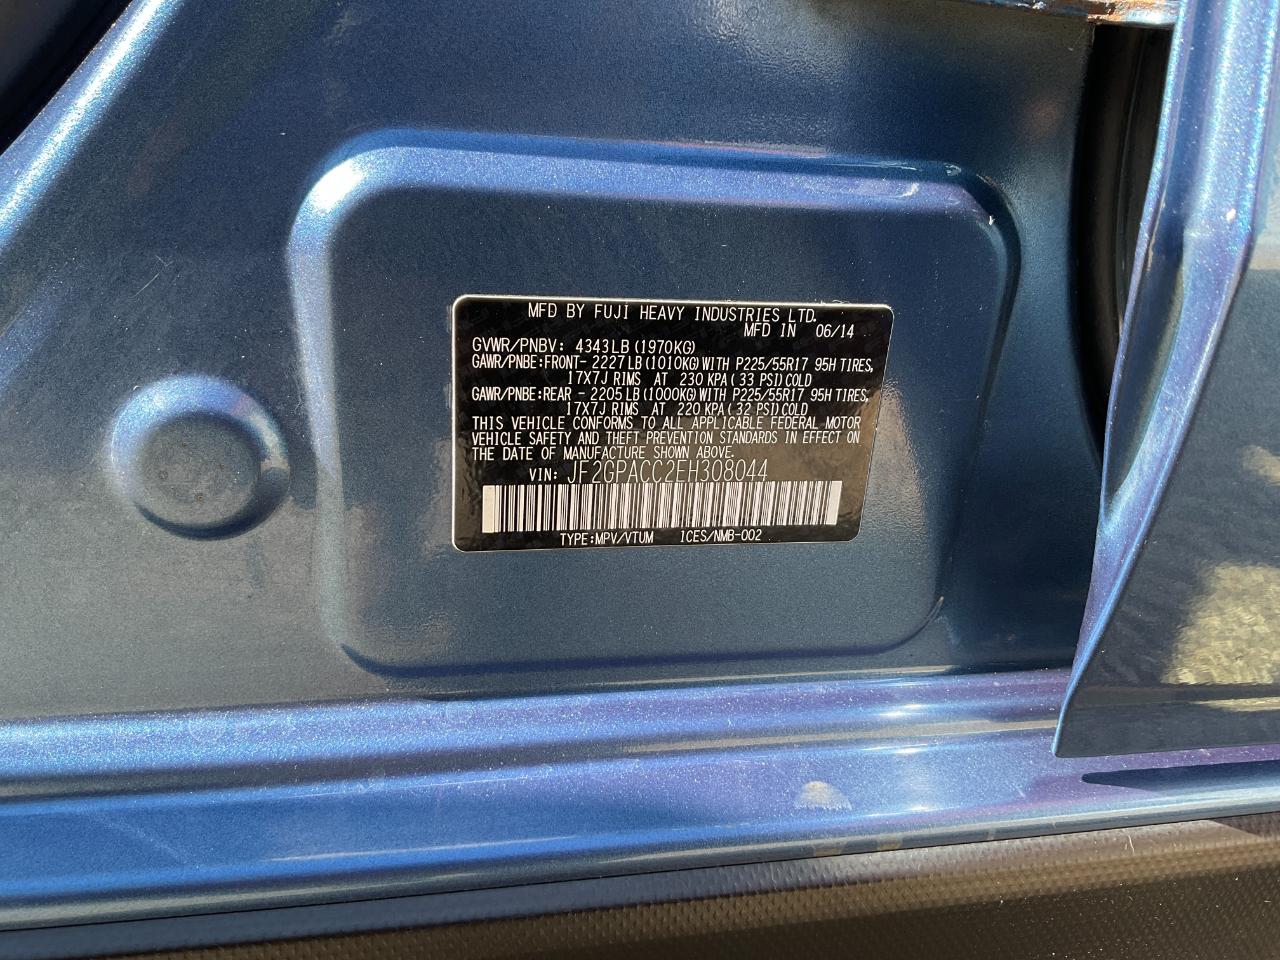 MFD BY FUJI HEAVY INDUSTRIES LTD.
MFD IN 06/14
GVWR/PNBV: 4343LB(1970KG)
GAWR/PNBE:FRONT- 2227LB(1010KG)WITH P225/55R17 95H TIRES,
17X7J RIMS AT 230 KPA(33 PSI)COLD
GAWR/PNBE:REAR - 2205LB(1000KG)WITH P225/55R17 95H TIRES,
17X7J RIMS AT 220 KPA(32 PSI)COLD
THIS VEHICLE CONFORMS TO ALL APPLICABLE FEDERAL MOTOR
VEHICLE SAFETY AND THEFT PREVENTION STANDARDS IN EFFECT ON
THE DATE OF MANUFACTURE SHOWN ABOVE.
VIN: JF2GPACC2EH308044
TYPE:MPV/VTUM 1CES/NMB-002